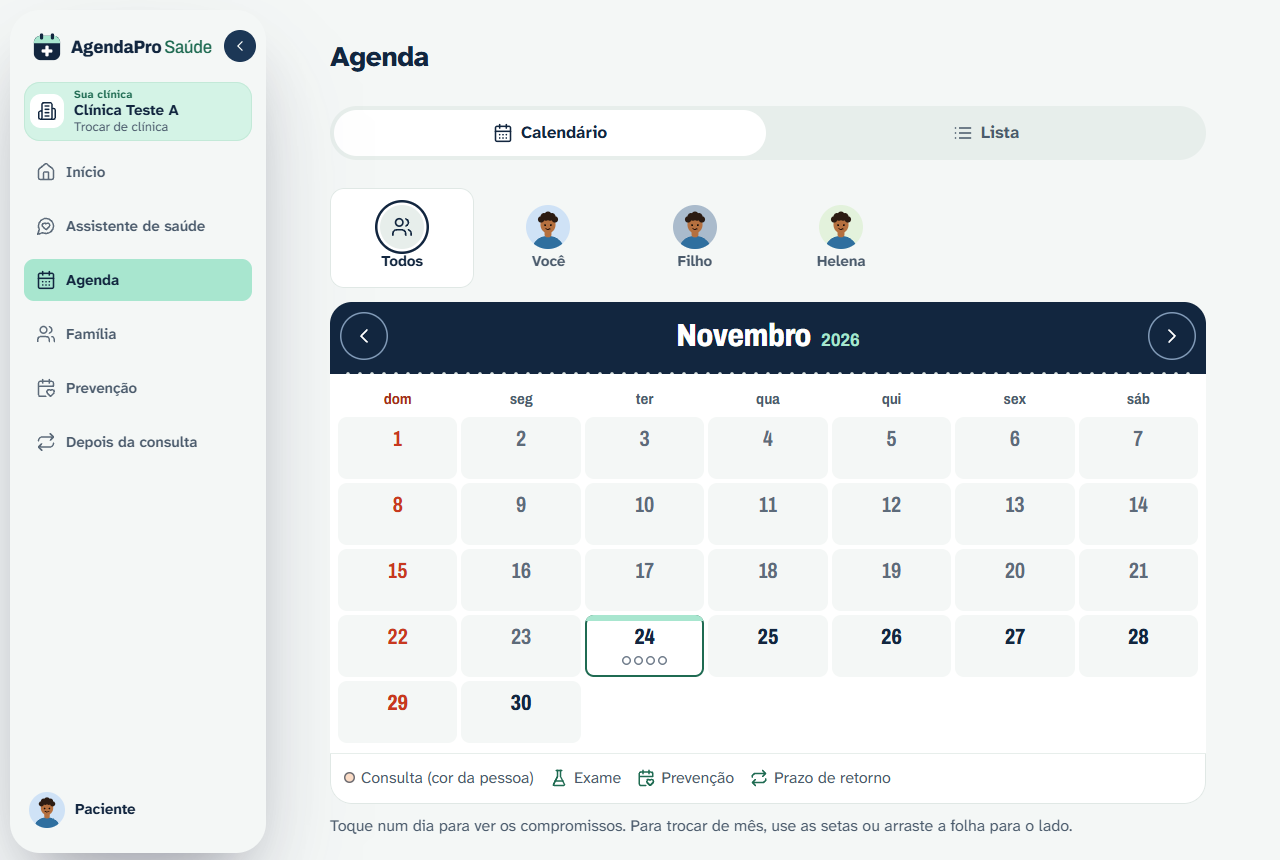 AgendaPro Saúde
Sua clínica
Clínica Teste A
Trocar de clínica
Início
Assistente de saúde
Agenda
Família
Prevenção
Depois da consulta
Paciente
Agenda
Calendário
Lista
Todos
Você
Filho
Helena
Novembro 2026
dom seg ter qua qui sex sáb
1 2 3 4 5 6 7
8 9 10 11 12 13 14
15 16 17 18 19 20 21
22 23 24 25 26 27 28
29 30
Consulta (cor da pessoa) Exame Prevenção Prazo de retorno
Toque num dia para ver os compromissos. Para trocar de mês, use as setas ou arraste a folha para o lado.